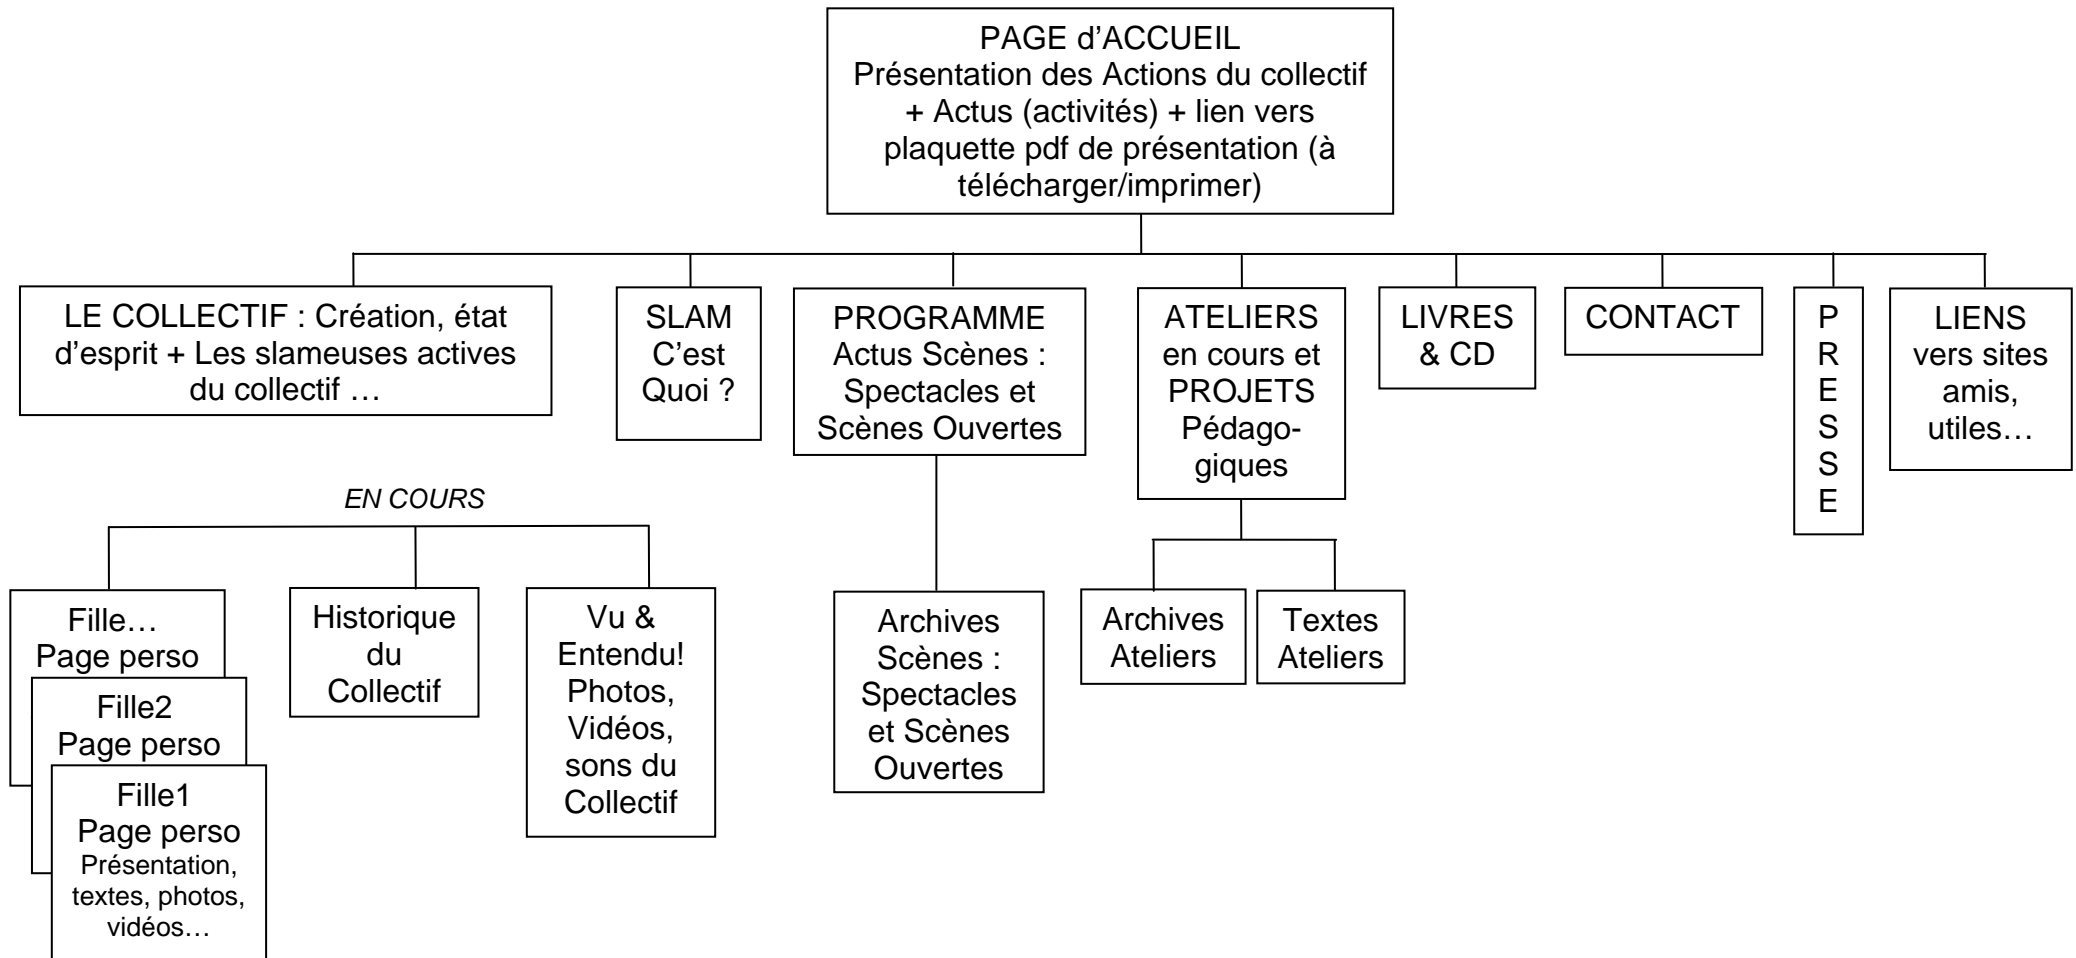 PAGE d'ACCUEIL
Présentation des Actions du collectif
+ Actus (activités) + lien vers
plaquette pdf de présentation (à
télécharger/imprimer)
LE COLLECTIF : Création, état
d'esprit + Les slameuses actives
du collectif …
SLAM
C'est
Quoi ?
PROGRAMME
Actus Scènes :
Spectacles et
Scènes Ouvertes
ATELIERS
en cours et
PROJETS
Pédago-
giques
LIVRES
& CD
CONTACT
P
R
E
S
S
E
LIENS
vers sites
amis,
utiles…
EN COURS
Fille…
Page perso
Fille2
Page perso
Fille1
Page perso
Présentation,
textes, photos,
vidéos…
Historique
du
Collectif
Vu &
Entendu!
Photos,
Vidéos,
sons du
Collectif
Archives
Scènes :
Spectacles
et Scènes
Ouvertes
Archives
Ateliers
Textes
Ateliers